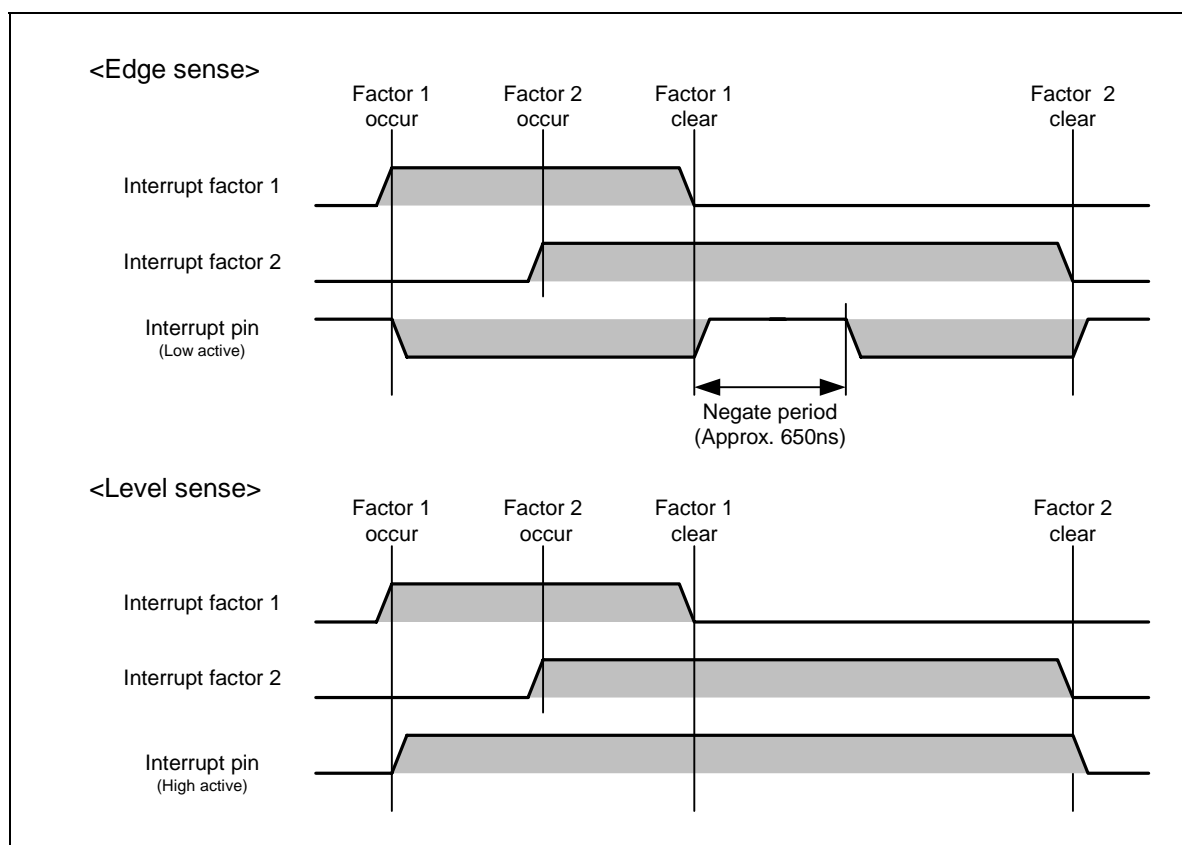 <Edge sense>
Factor 1
occur
Factor 2
occur
Factor 1
clear
Factor 2
clear
Interrupt factor 1
Interrupt factor 2
Interrupt pin
(Low active)
Negate period
(Approx. 650ns)
<Level sense>
Factor 1
occur
Factor 2
occur
Factor 1
clear
Factor 2
clear
Interrupt factor 1
Interrupt factor 2
Interrupt pin
(High active)